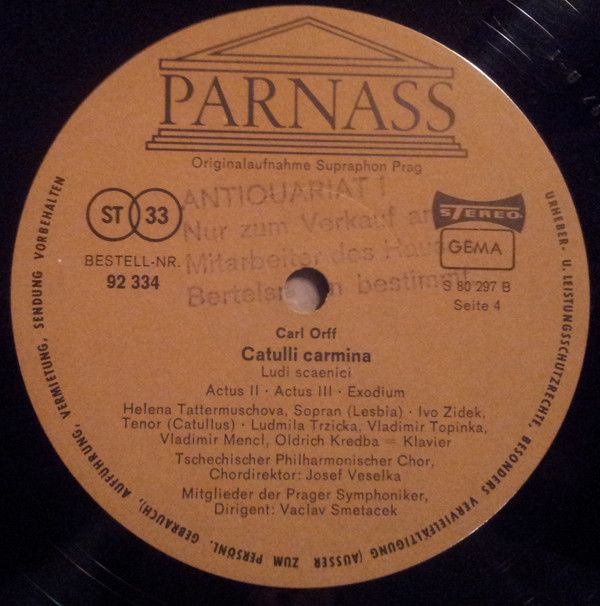 PARNASS
Originalaufnahme Supraphon Prag
ANTIQUARIAT!
Nur zum Verkauf an
Mitarbeiter des Hau
Bertels n bestimmt
ST 33
BESTELL-NR.
92 334
STEREO
GEMA
S 80 297 B
Seite 4
Carl Orff
Catulli carmina
Ludi scaenici
Actus II · Actus III · Exodium
Helena Tattermuschova, Sopran (Lesbia) · Ivo Zidek,
Tenor (Catullus) · Ludmila Trzicka, Vladimir Topinka,
Vladimir Mencl, Oldrich Kredba = Klavier
Tschechischer Philharmonischer Chor,
Chordirektor: Josef Veselka
Mitglieder der Prager Symphoniker,
Dirigent: Vaclav Smetacek
URHEBER- U. LEISTUNGSSCHUTZRECHTE, BESONDERS VERVIELFÄLTIGUNG (AUSSER ZUM PERSÖNL. GEBRAUCH), AUFFÜHRUNG, VERMIETUNG, SENDUNG VORBEHALTEN